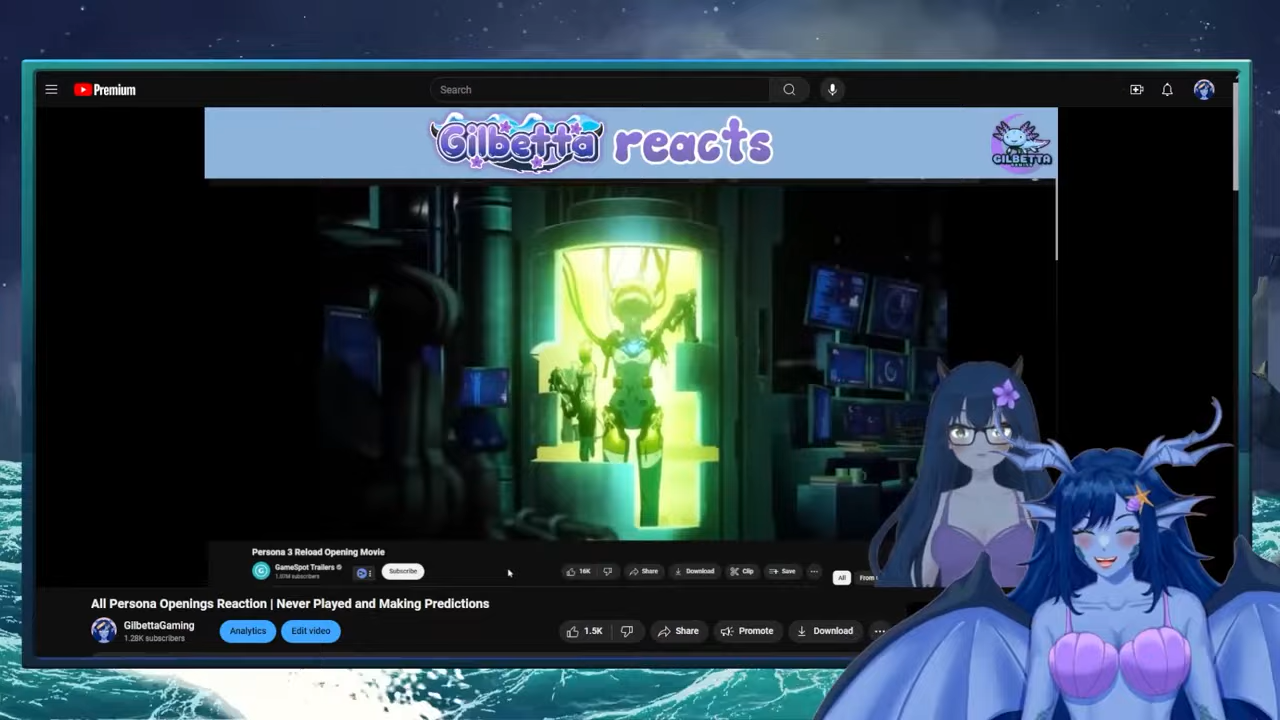 Premium
Search
Gilbetta reacts
GILBETTA
Persona 3 Reload Opening Movie
GameSpot Trailers
Subscribe
16K
Share
Download
Clip
Save
All
From
All Persona Openings Reaction | Never Played and Making Predictions
GilbettaGaming
1.28K subscribers
Analytics
Edit video
1.5K
Share
Promote
Download